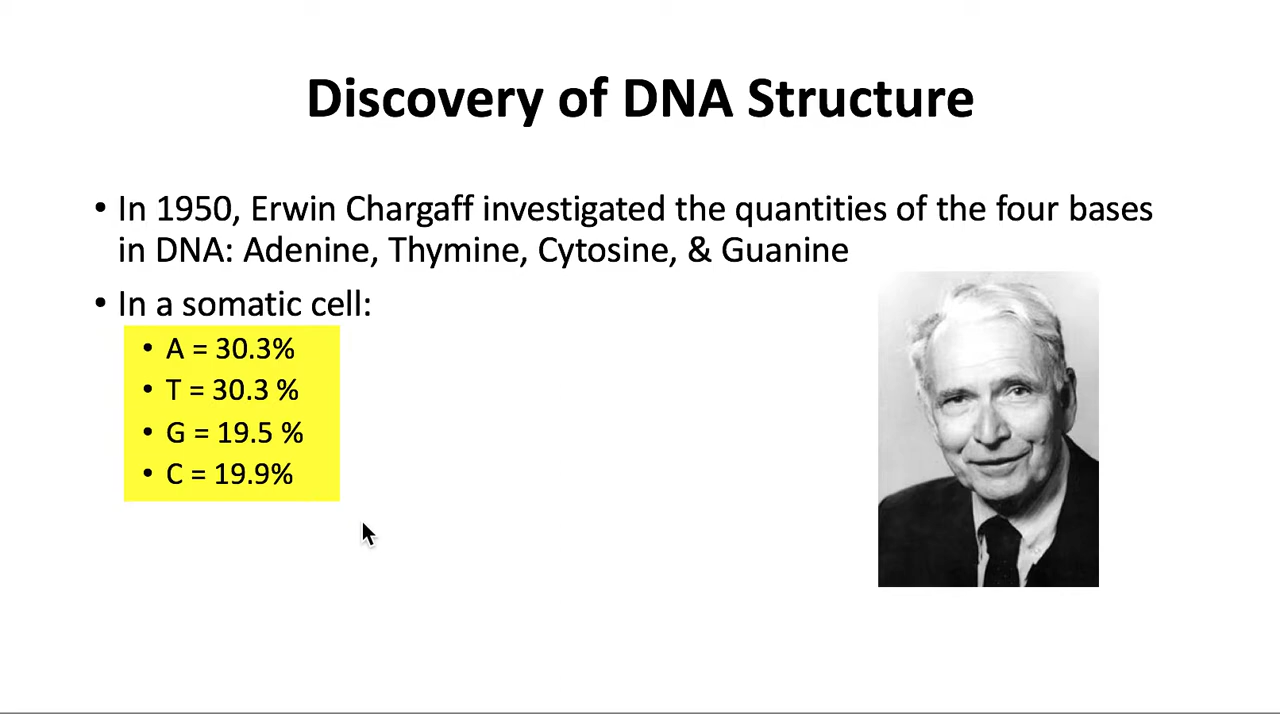 Discovery of DNA Structure
• In 1950, Erwin Chargaff investigated the quantities of the four bases
in DNA: Adenine, Thymine, Cytosine, & Guanine
• In a somatic cell:
• A = 30.3%
• T = 30.3 %
• G = 19.5 %
• C = 19.9%